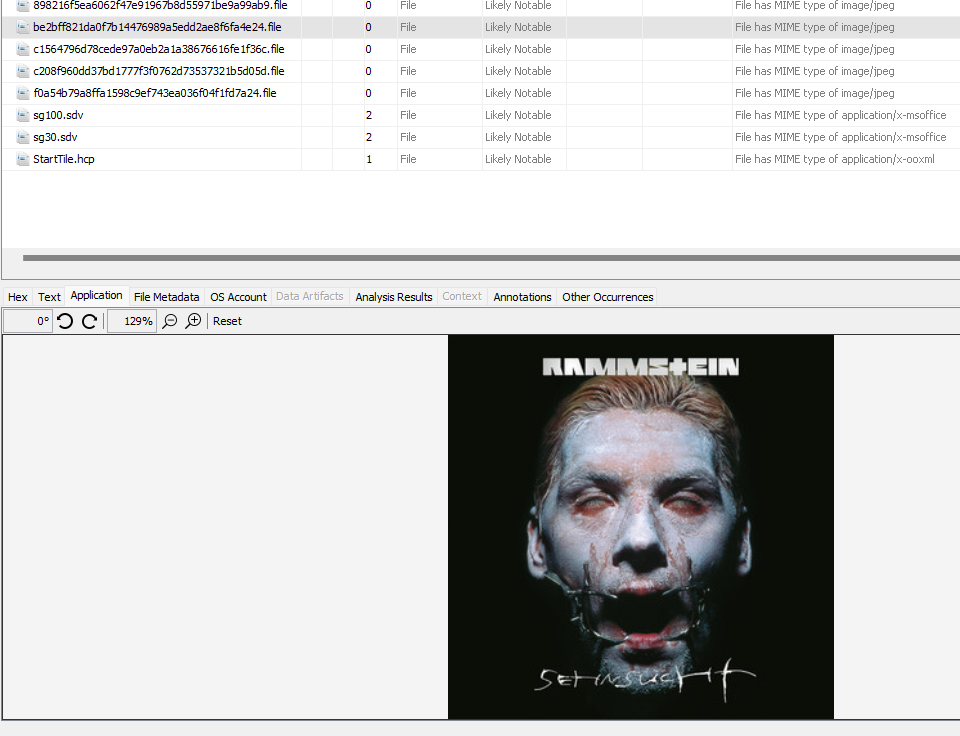 898216f5ea6062f47e91967b8d55971be9a99ab9.file 0 File Likely Notable File has MIME type of image/jpeg
be2bff821da0f7b14476989a5edd2ae8f6fa4e24.file 0 File Likely Notable File has MIME type of image/jpeg
c1564796d78cede97a0eb2a1a38676616fe1f36c.file 0 File Likely Notable File has MIME type of image/jpeg
c208f960dd37bd1777f3f0762d73537321b5d05d.file 0 File Likely Notable File has MIME type of image/jpeg
f0a54b79a8ffa1598c9ef743ea036f04f1fd7a24.file 0 File Likely Notable File has MIME type of image/jpeg
sg100.sdv 2 File Likely Notable File has MIME type of application/x-msoffice
sg30.sdv 2 File Likely Notable File has MIME type of application/x-msoffice
StartTile.hcp 1 File Likely Notable File has MIME type of application/x-ooxml
Hex Text Application File Metadata OS Account Data Artifacts Analysis Results Context Annotations Other Occurrences
0° 129% Reset
RAMMSTEIN
SEHNSUCHT